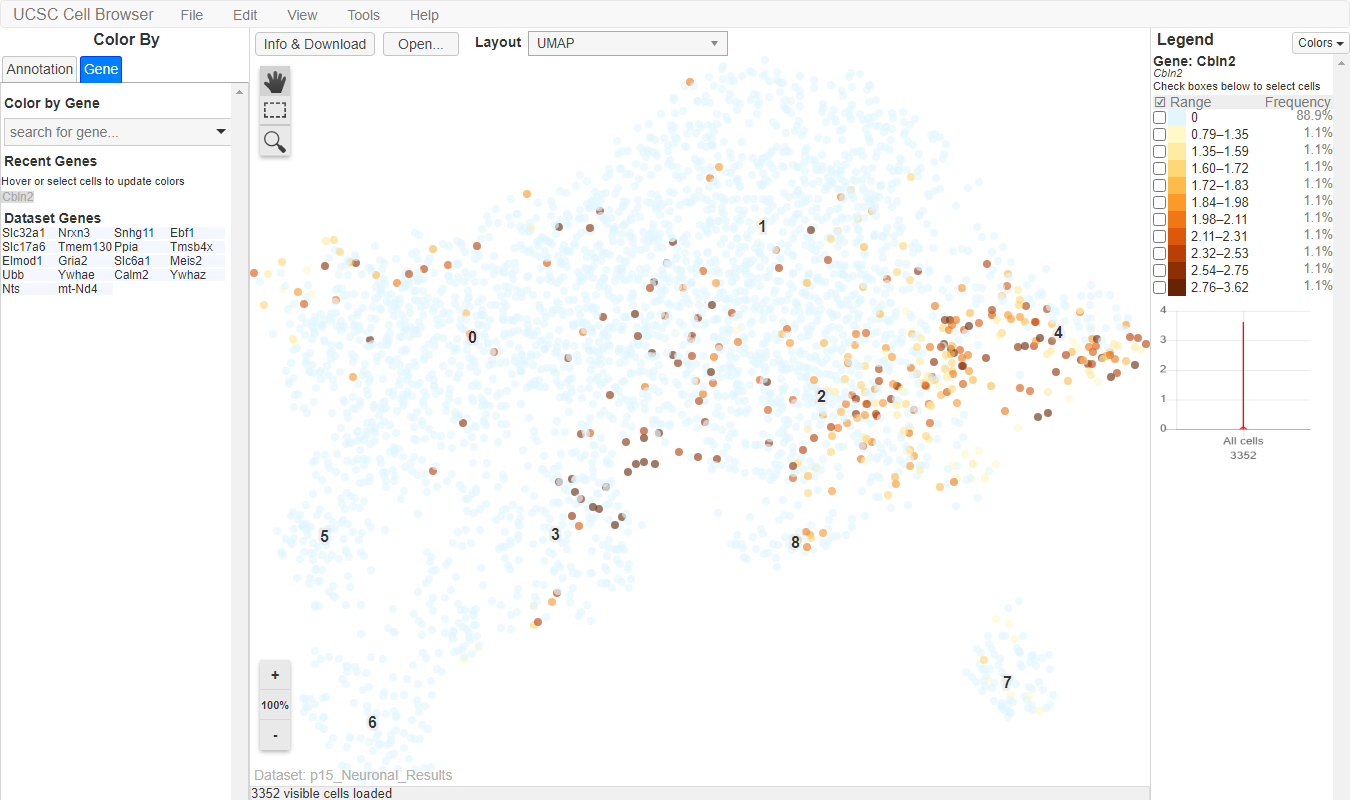 UCSC Cell Browser File Edit View Tools Help
Color By
Annotation Gene
Color by Gene
search for gene...
Recent Genes
Hover or select cells to update colors
Cbln2
Dataset Genes
Slc32a1 Nrxn3 Snhg11 Ebf1
Slc17a6 Tmem130 Ppia Tmsb4x
Elmod1 Gria2 Slc6a1 Meis2
Ubb Ywhae Calm2 Ywhaz
Nts mt-Nd4
Info & Download Open... Layout UMAP
1
0
4
2
5
3
8
7
6
+
100%
-
Dataset: p15_Neuronal_Results
3352 visible cells loaded
Legend Colors
Gene: Cbln2
Cbln2
Check boxes below to select cells
Range Frequency
0 88.9%
0.79–1.35 1.1%
1.35–1.59 1.1%
1.60–1.72 1.1%
1.72–1.83 1.1%
1.84–1.98 1.1%
1.98–2.11 1.1%
2.11–2.31 1.1%
2.32–2.53 1.1%
2.54–2.75 1.1%
2.76–3.62 1.1%
4
3
2
1
0
All cells
3352